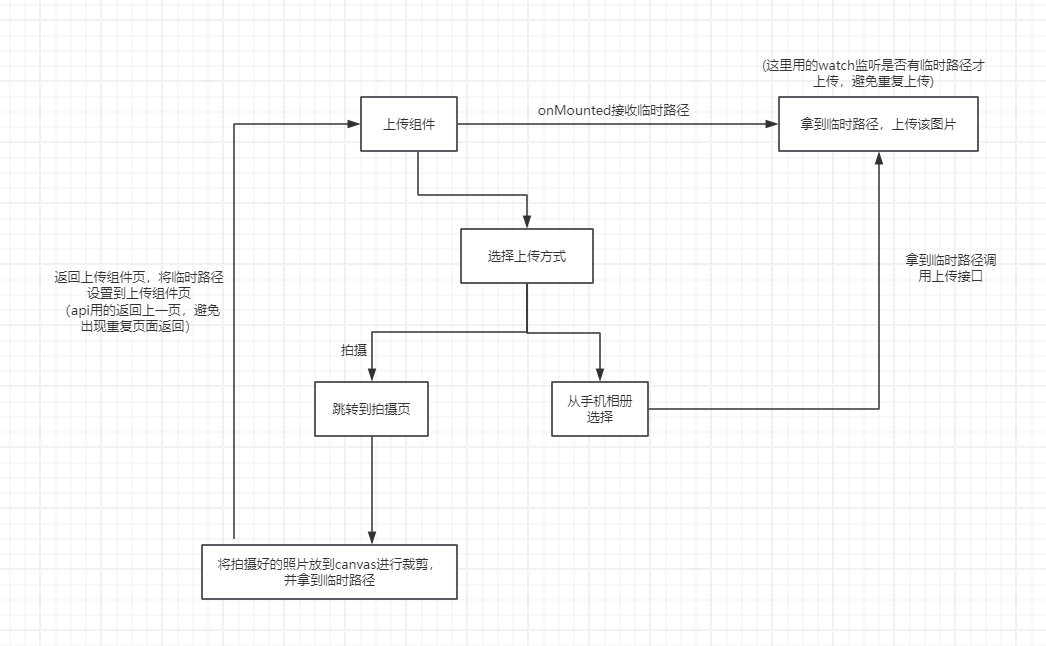 (这里用的watch监听是否有临时路径才
上传，避免重复上传)
上传组件
onMounted接收临时路径
拿到临时路径，上传该图片
选择上传方式
返回上传组件页，将临时路径
设置到上传组件页
（api用的返回上一页，避免
出现重复页面返回）
拿到临时路径调
用上传接口
拍摄
跳转到拍摄页
从手机相册
选择
将拍摄好的照片放到canvas进行裁剪，
并拿到临时路径